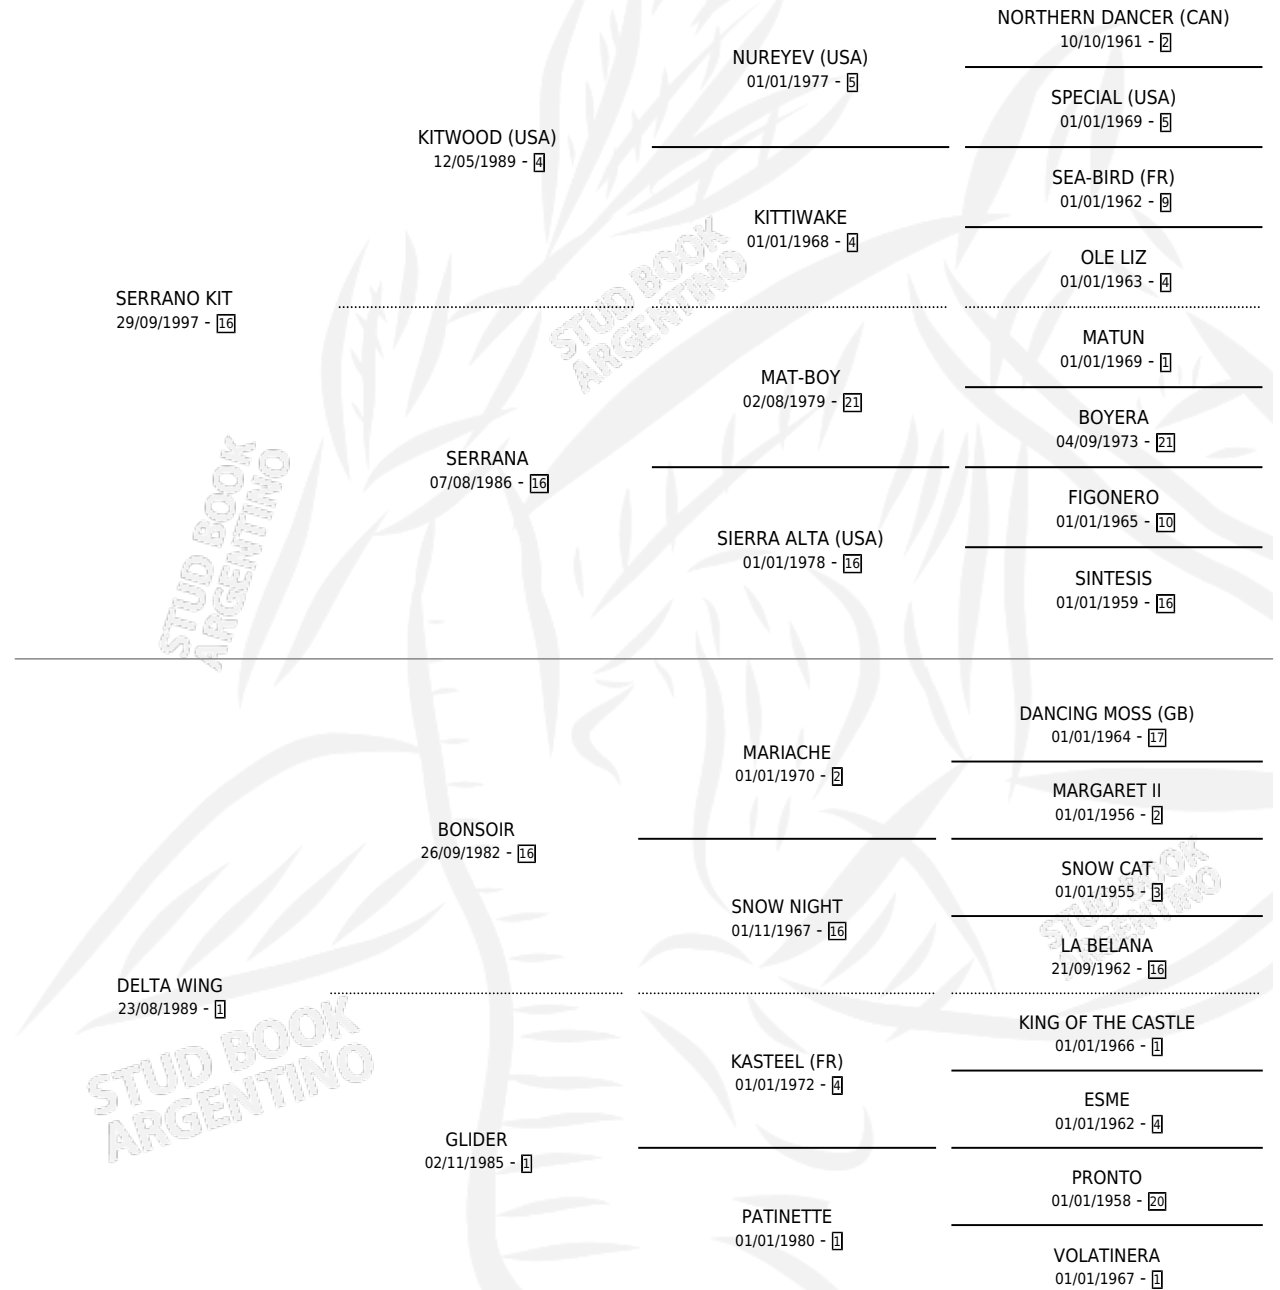 NORTHERN DANCER (CAN)
10/10/1961 - 2
NUREYEV (USA)
01/01/1977 - 5
SPECIAL (USA)
01/01/1969 - 5
KITWOOD (USA)
12/05/1989 - 4
SEA-BIRD (FR)
01/01/1962 - 9
KITTIWAKE
01/01/1968 - 4
OLE LIZ
01/01/1963 - 4
SERRANO KIT
29/09/1997 - 16
STUD BOOK
ARGENTINO
MATUN
01/01/1969 - 1
MAT-BOY
02/08/1979 - 21
BOYERA
04/09/1973 - 21
SERRANA
07/08/1986 - 16
FIGONERO
01/01/1965 - 10
SIERRA ALTA (USA)
01/01/1978 - 16
SINTESIS
01/01/1959 - 16
STUD BOOK
ARGENTINO
DANCING MOSS (GB)
01/01/1964 - 17
MARIACHE
01/01/1970 - 2
MARGARET II
01/01/1956 - 2
BONSOIR
26/09/1982 - 16
SNOW CAT
01/01/1955 - 3
SNOW NIGHT
01/11/1967 - 16
LA BELANA
21/09/1962 - 16
STUD BOOK
ARGENTINO
DELTA WING
23/08/1989 - 1
STUD BOOK
ARGENTINO
KING OF THE CASTLE
01/01/1966 - 1
KASTEEL (FR)
01/01/1972 - 4
ESME
01/01/1962 - 4
GLIDER
02/11/1985 - 1
PRONTO
01/01/1958 - 20
PATINETTE
01/01/1980 - 1
VOLATINERA
01/01/1967 - 1